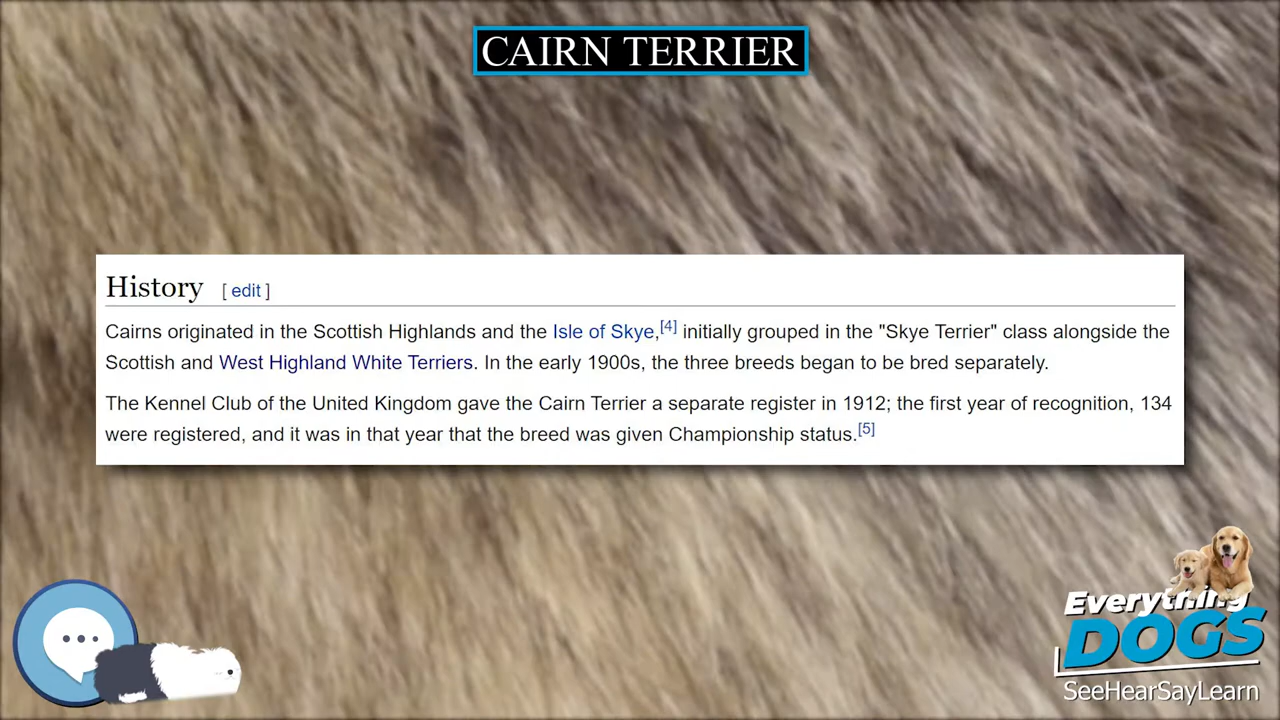 CAIRN TERRIER
History [ edit ]
Cairns originated in the Scottish Highlands and the Isle of Skye,[4] initially grouped in the "Skye Terrier" class alongside the
Scottish and West Highland White Terriers. In the early 1900s, the three breeds began to be bred separately.
The Kennel Club of the United Kingdom gave the Cairn Terrier a separate register in 1912; the first year of recognition, 134
were registered, and it was in that year that the breed was given Championship status.[5]
Everything
DOGS
SeeHearSayLearn